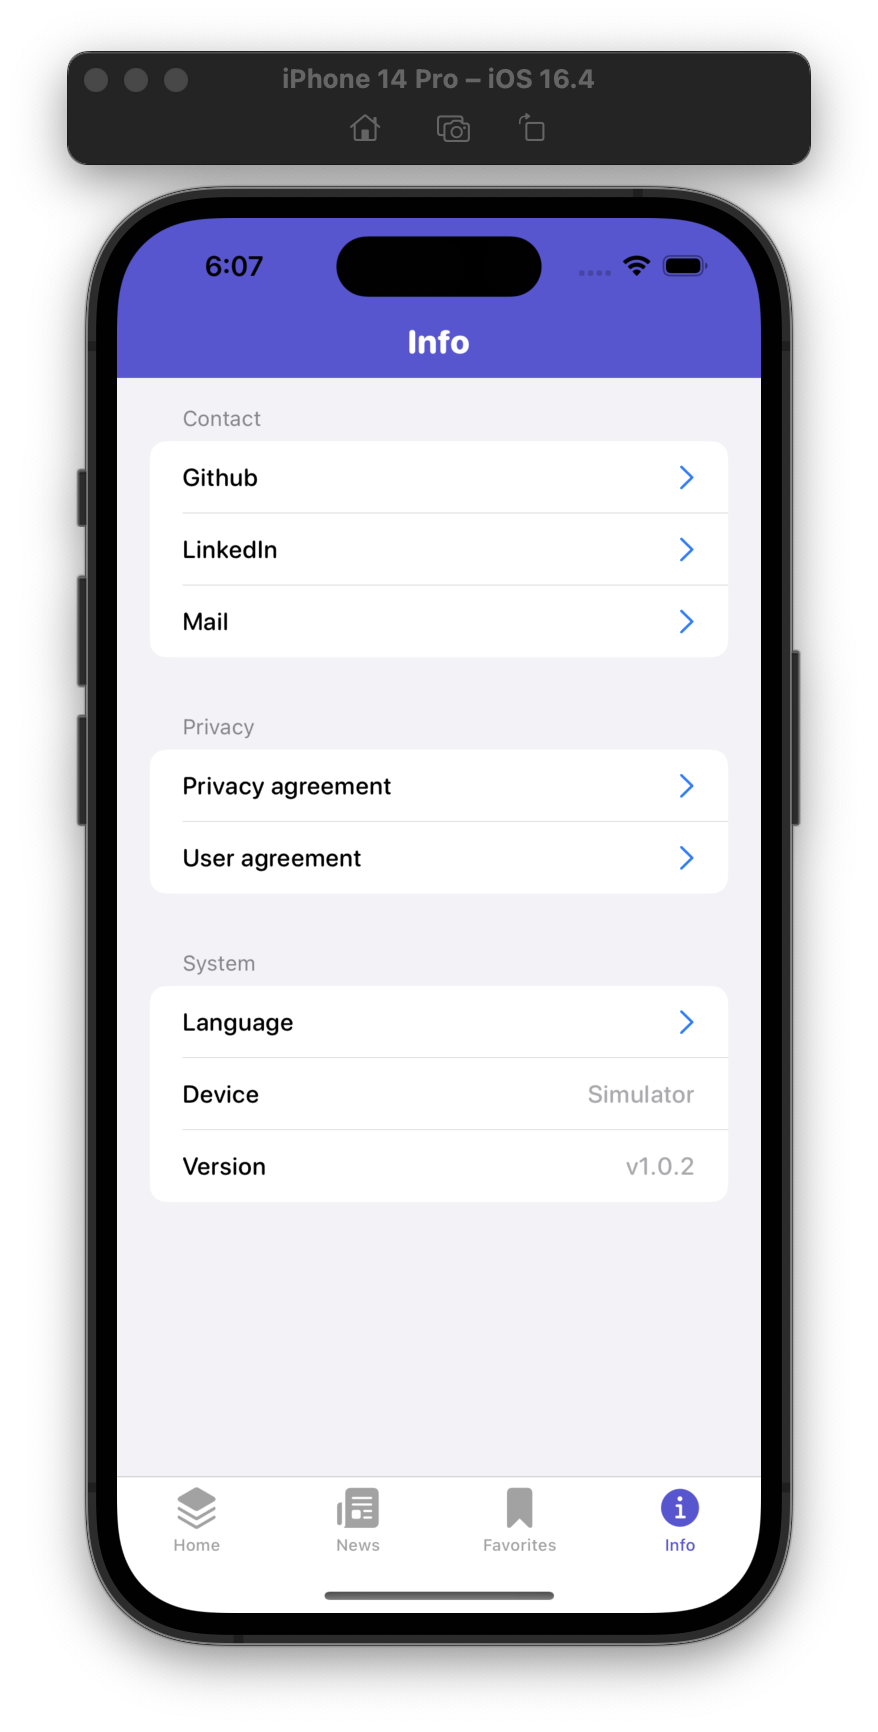 iPhone 14 Pro – iOS 16.4
6:07
Info
Contact
Github
LinkedIn
Mail
Privacy
Privacy agreement
User agreement
System
Language
Device Simulator
Version v1.0.2
Home News Favorites Info